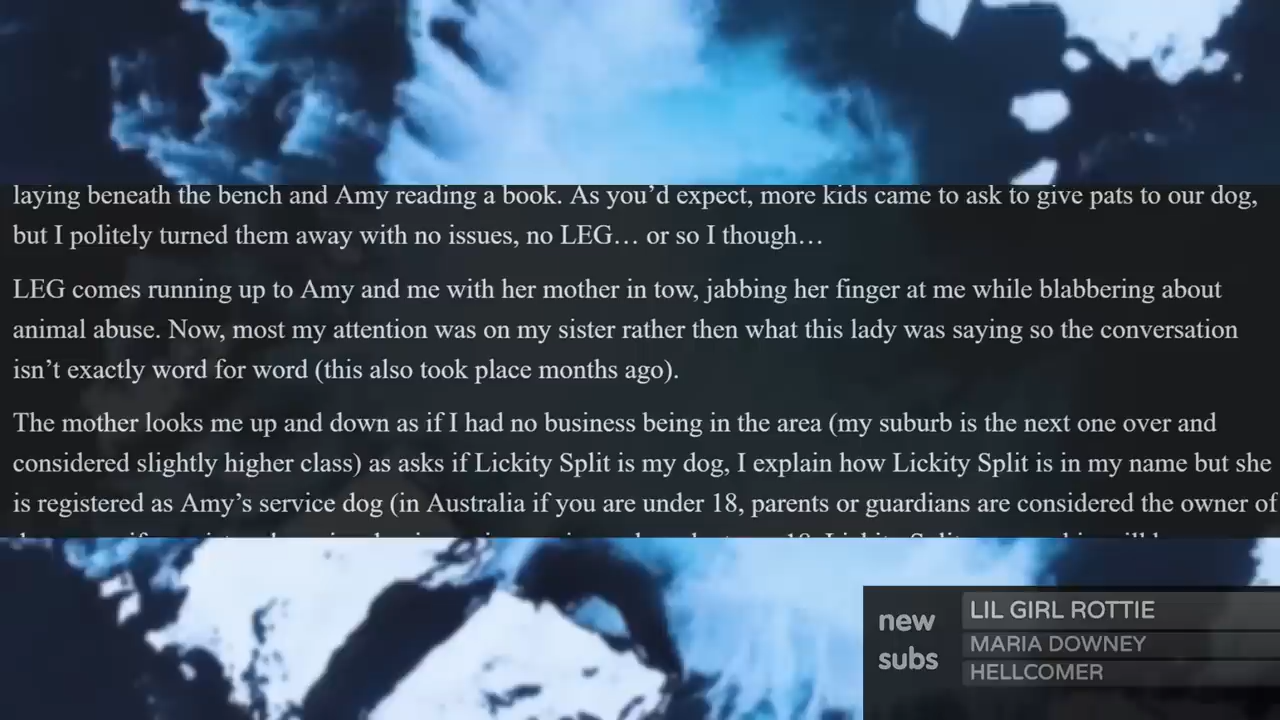 laying beneath the bench and Amy reading a book. As you’d expect, more kids came to ask to give pats to our dog,
but I politely turned them away with no issues, no LEG… or so I though…
LEG comes running up to Amy and me with her mother in tow, jabbing her finger at me while blabbering about
animal abuse. Now, most my attention was on my sister rather then what this lady was saying so the conversation
isn’t exactly word for word (this also took place months ago).
The mother looks me up and down as if I had no business being in the area (my suburb is the next one over and
considered slightly higher class) as asks if Lickity Split is my dog, I explain how Lickity Split is in my name but she
is registered as Amy’s service dog (in Australia if you are under 18, parents or guardians are considered the owner of
new
subs
LIL GIRL ROTTIE
MARIA DOWNEY
HELLCOMER